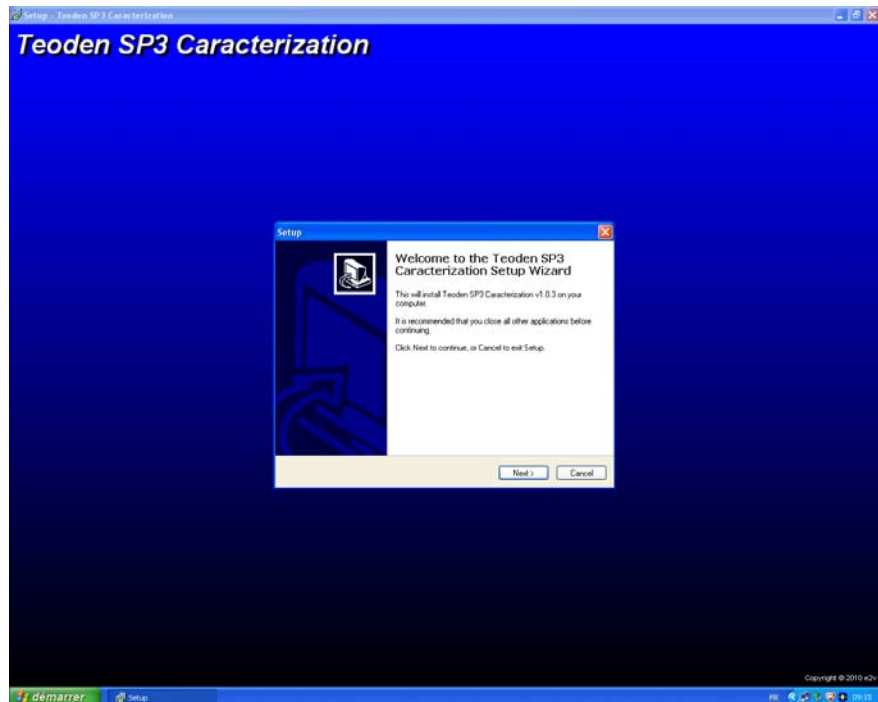 Setup - Teoden SP3 Caracterization
Teoden SP3 Caracterization
Setup
Welcome to the Teoden SP3
Caracterization Setup Wizard
This will install Teoden SP3 Caracterization v1.0.3 on your
computer.
It is recommended that you close all other applications before
continuing.
Click Next to continue, or Cancel to exit Setup.
Next >
Cancel
Copyright © 2010 e2v
démarrer
Setup
FR
09:15